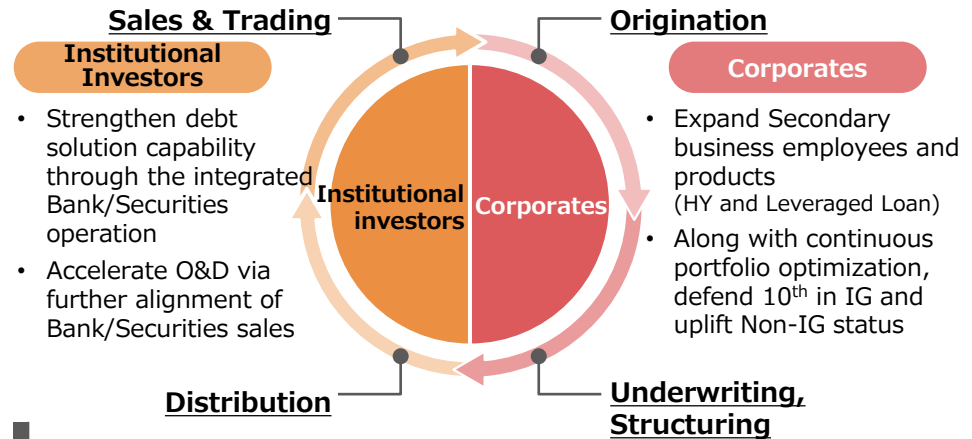 Sales & Trading
Origination
Institutional
Investors
• Strengthen debt
solution capability
through the integrated
Bank/Securities
operation
• Accelerate O&D via
further alignment of
Bank/Securities sales
Institutional
investors
Corporates
Corporates
• Expand Secondary
business employees and
products
(HY and Leveraged Loan)
• Along with continuous
portfolio optimization,
defend 10th in IG and
uplift Non-IG status
Distribution
Underwriting,
Structuring